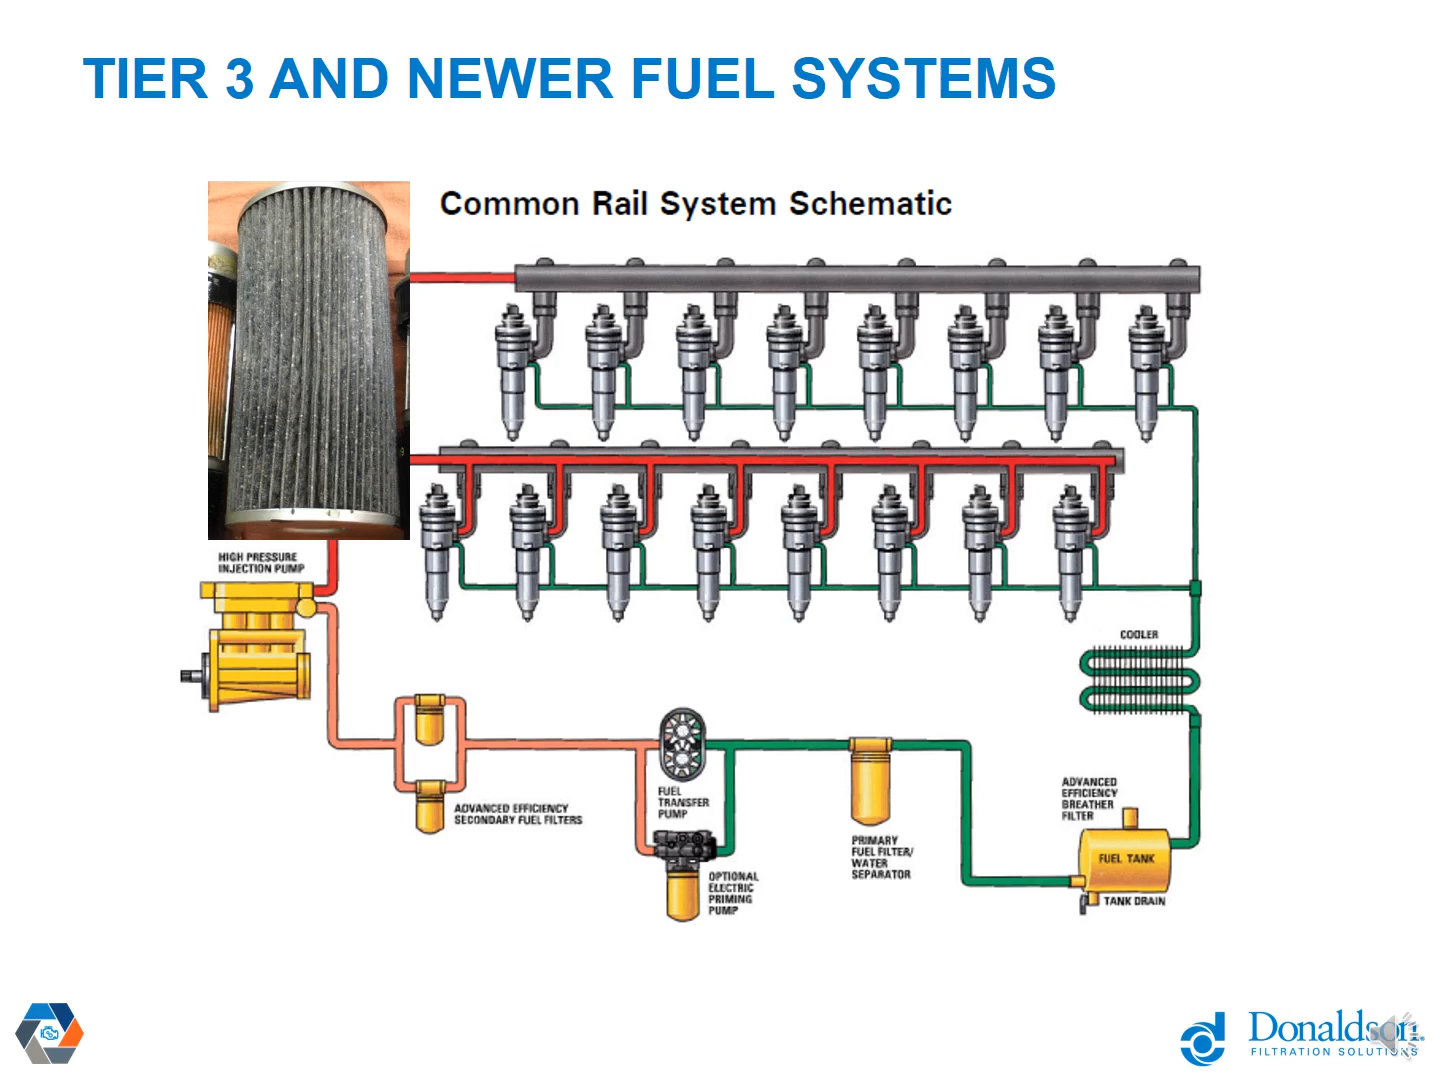 TIER 3 AND NEWER FUEL SYSTEMS
Common Rail System Schematic
HIGH PRESSURE
INJECTION PUMP
COOLER
ADVANCED EFFICIENCY
SECONDARY FUEL FILTERS
FUEL
TRANSFER
PUMP
OPTIONAL
ELECTRIC
PRIMING
PUMP
PRIMARY
FUEL FILTER/
WATER
SEPARATOR
ADVANCED
EFFICIENCY
BREATHER
FILTER
FUEL TANK
TANK DRAIN
Donaldson.
FILTRATION SOLUTIONS